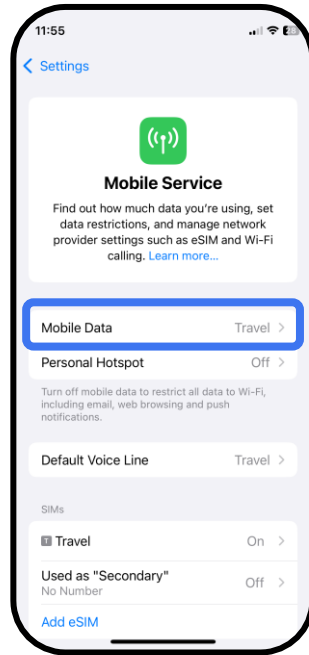 11:55
Settings
Mobile Service
Find out how much data you're using, set
data restrictions, and manage network
provider settings such as eSIM and Wi-Fi
calling. Learn more...
Mobile Data Travel
Personal Hotspot Off
Turn off mobile data to restrict all data to Wi-Fi,
including email, web browsing and push
notifications.
Default Voice Line Travel
SIMs
T Travel On
Used as "Secondary" Off
No Number
Add eSIM